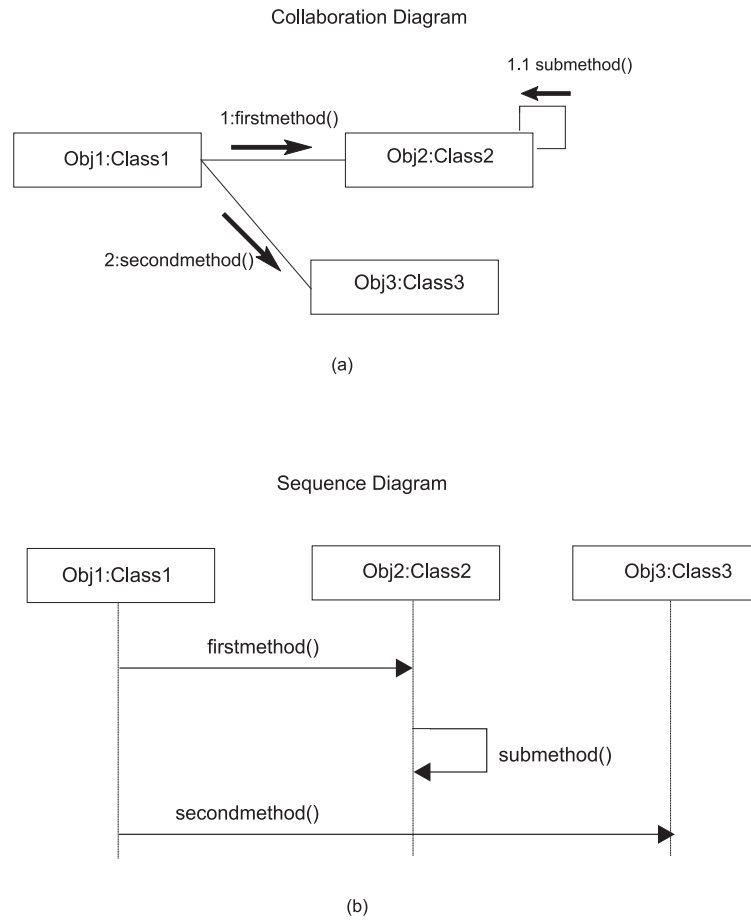 Collaboration Diagram
1.1 submethod()
1:firstmethod()
Obj1:Class1
Obj2:Class2
2:secondmethod()
Obj3:Class3
(a)
Sequence Diagram
Obj1:Class1
Obj2:Class2
Obj3:Class3
firstmethod()
submethod()
secondmethod()
(b)